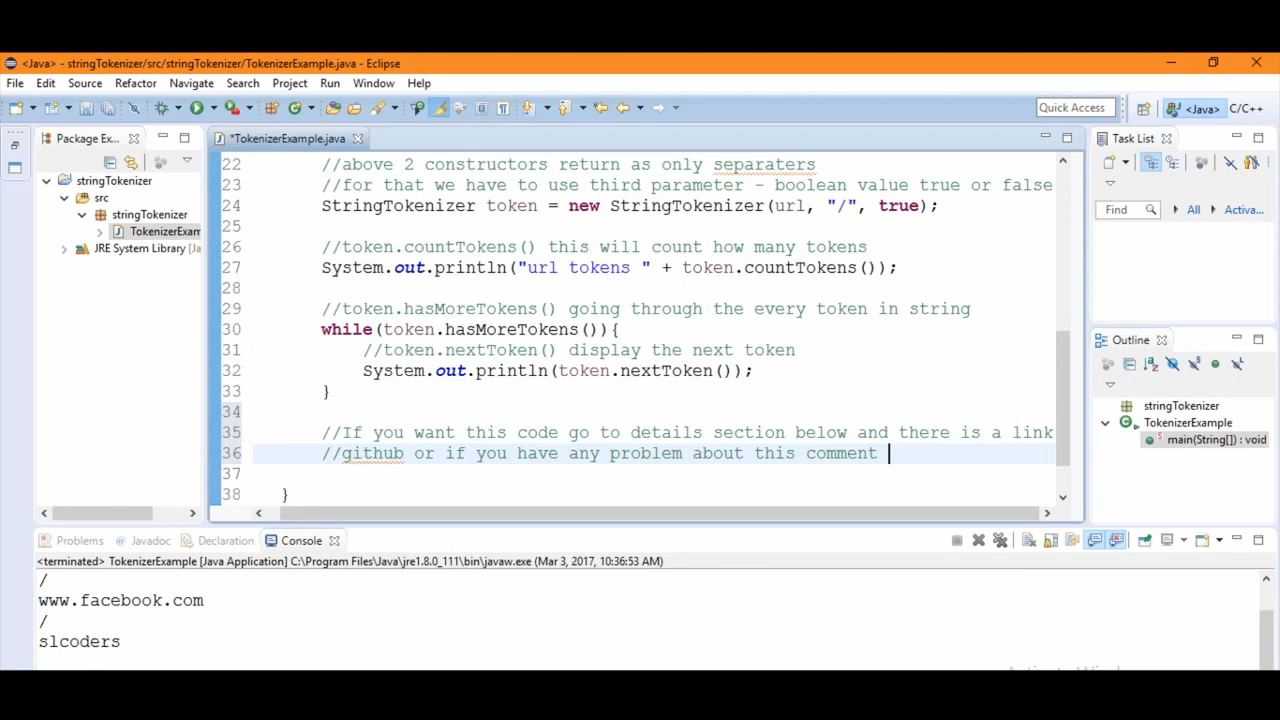 <Java> - stringTokenizer/src/stringTokenizer/TokenizerExample.java - Eclipse
File Edit Source Refactor Navigate Search Project Run Window Help
Quick Access <Java> C/C++
Package Ex... *TokenizerExample.java Task List
22 //above 2 constructors return as only separaters
23 //for that we have to use third parameter - boolean value true or false
24 StringTokenizer token = new StringTokenizer(url, "/", true);
25
26 //token.countTokens() this will count how many tokens
27 System.out.println("url tokens " + token.countTokens());
28
29 //token.hasMoreTokens() going through the every token in string
30 while(token.hasMoreTokens()){
31 //token.nextToken() display the next token
32 System.out.println(token.nextToken());
33 }
34
35 //If you want this code go to details section below and there is a link
36 //github or if you have any problem about this comment
37
38 }
stringTokenizer
src
stringTokenizer
TokenizerExam
JRE System Library [Ja
Find All Activa...
Outline
stringTokenizer
TokenizerExample
main(String[]) : void
Problems Javadoc Declaration Console
<terminated> TokenizerExample [Java Application] C:\Program Files\Java\jre1.8.0_111\bin\javaw.exe (Mar 3, 2017, 10:36:53 AM)
/
www.facebook.com
/
slcoders